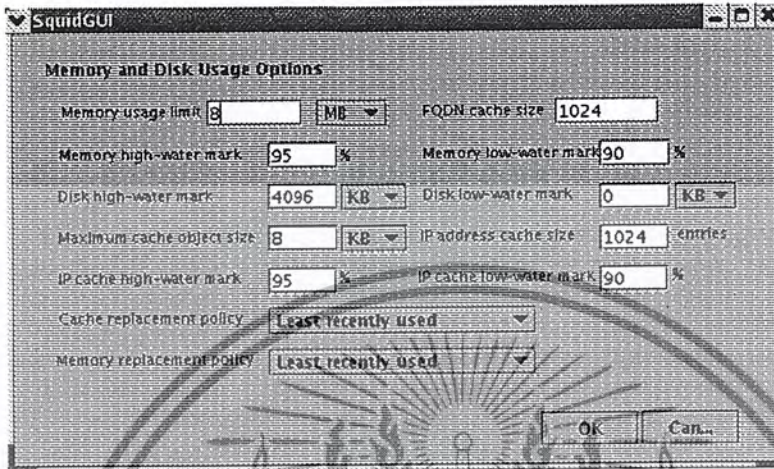 SquidGUI
Memory and Disk Usage Options
Memory usage limit 8 MB FQDN cache size 1024
Memory high-water mark 95 % Memory low-water mark 90 %
Disk high-water mark 4096 KB Disk low-water mark 0 KB
Maximum cache object size 8 KB IP address cache size 1024 entries
IP cache high-water mark 95 % IP cache low-water mark 90 %
Cache replacement policy Least recently used
Memory replacement policy Least recently used
OK Can...